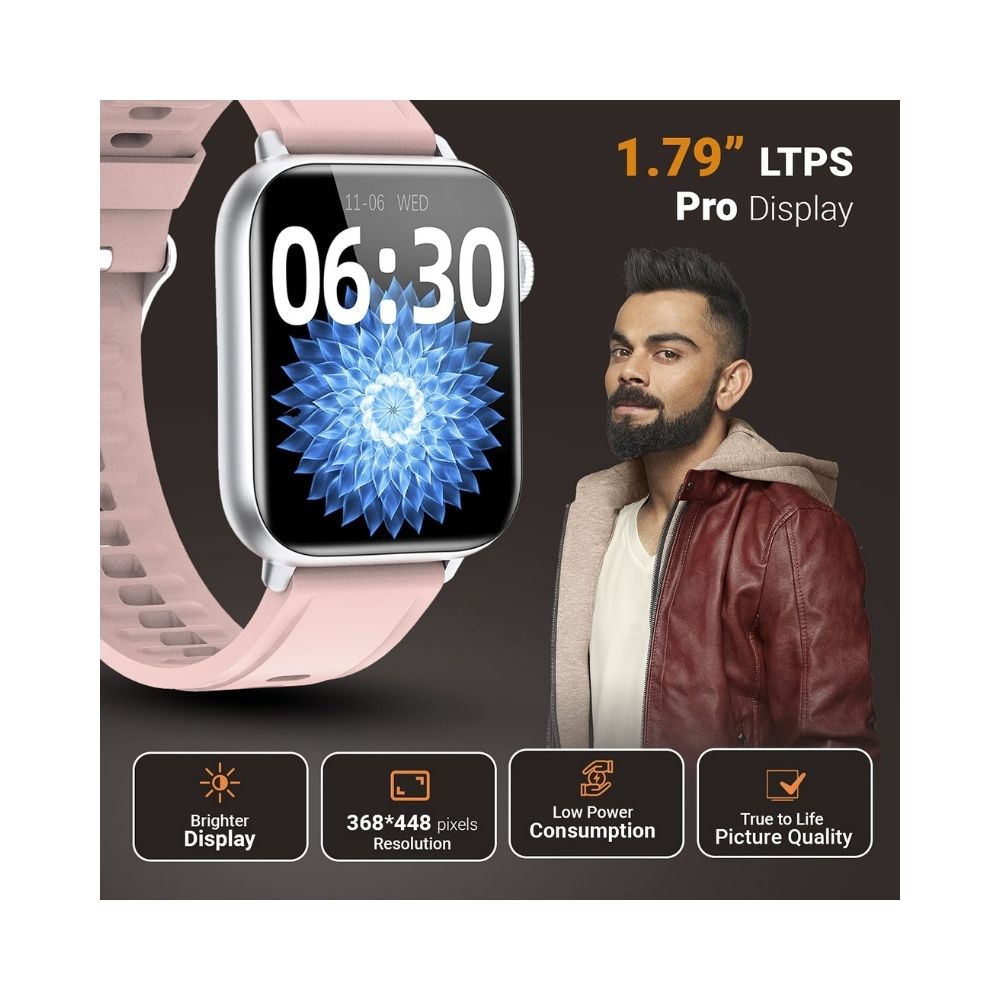 1.79” LTPS
Pro Display
11-06 WED
06:30
Brighter
Display
368*448 pixels
Resolution
Low Power
Consumption
True to Life
Picture Quality